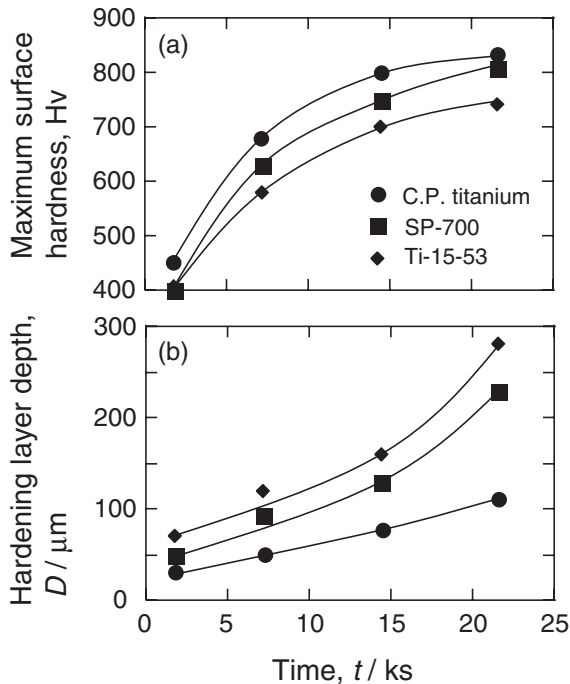 900
800
700
600
500
400
Maximum surface
hardness, Hv
(a)
C.P. titanium
SP-700
Ti-15-53
300
200
100
0
Hardening layer depth,
D / μm
(b)
0 5 10 15 20 25
Time, t / ks